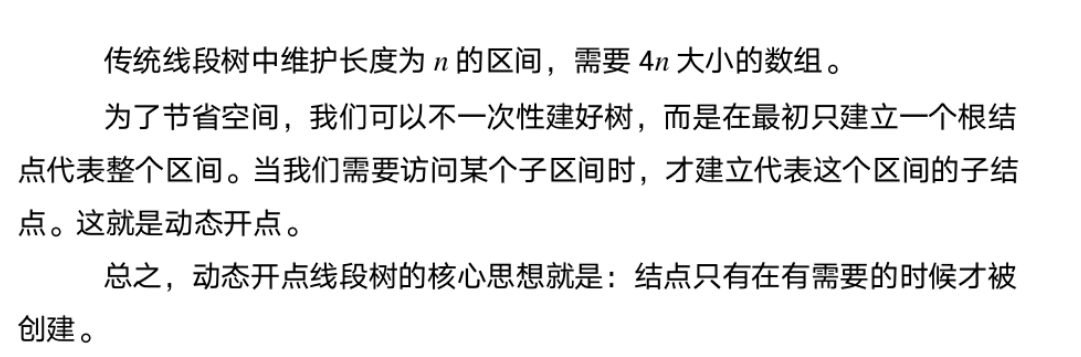 传统线段树中维护长度为 n 的区间，需要 4n 大小的数组。
为了节省空间，我们可以不一次性建好树，而是在最初只建立一个根结
点代表整个区间。当我们需要访问某个子区间时，才建立代表这个区间的子结
点。这就是动态开点。
总之，动态开点线段树的核心思想就是：结点只有在有需要的时候才被
创建。